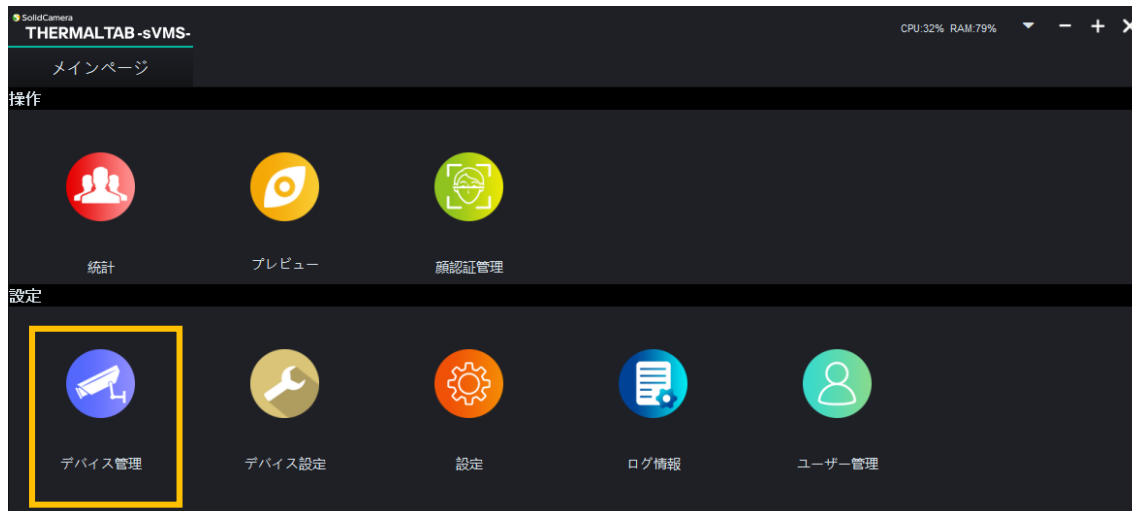 SolidCamera
THERMALTAB -sVMS-
CPU:32% RAM:79%
メインページ
操作
統計
プレビュー
顔認証管理
設定
デバイス管理
デバイス設定
設定
ログ情報
ユーザー管理